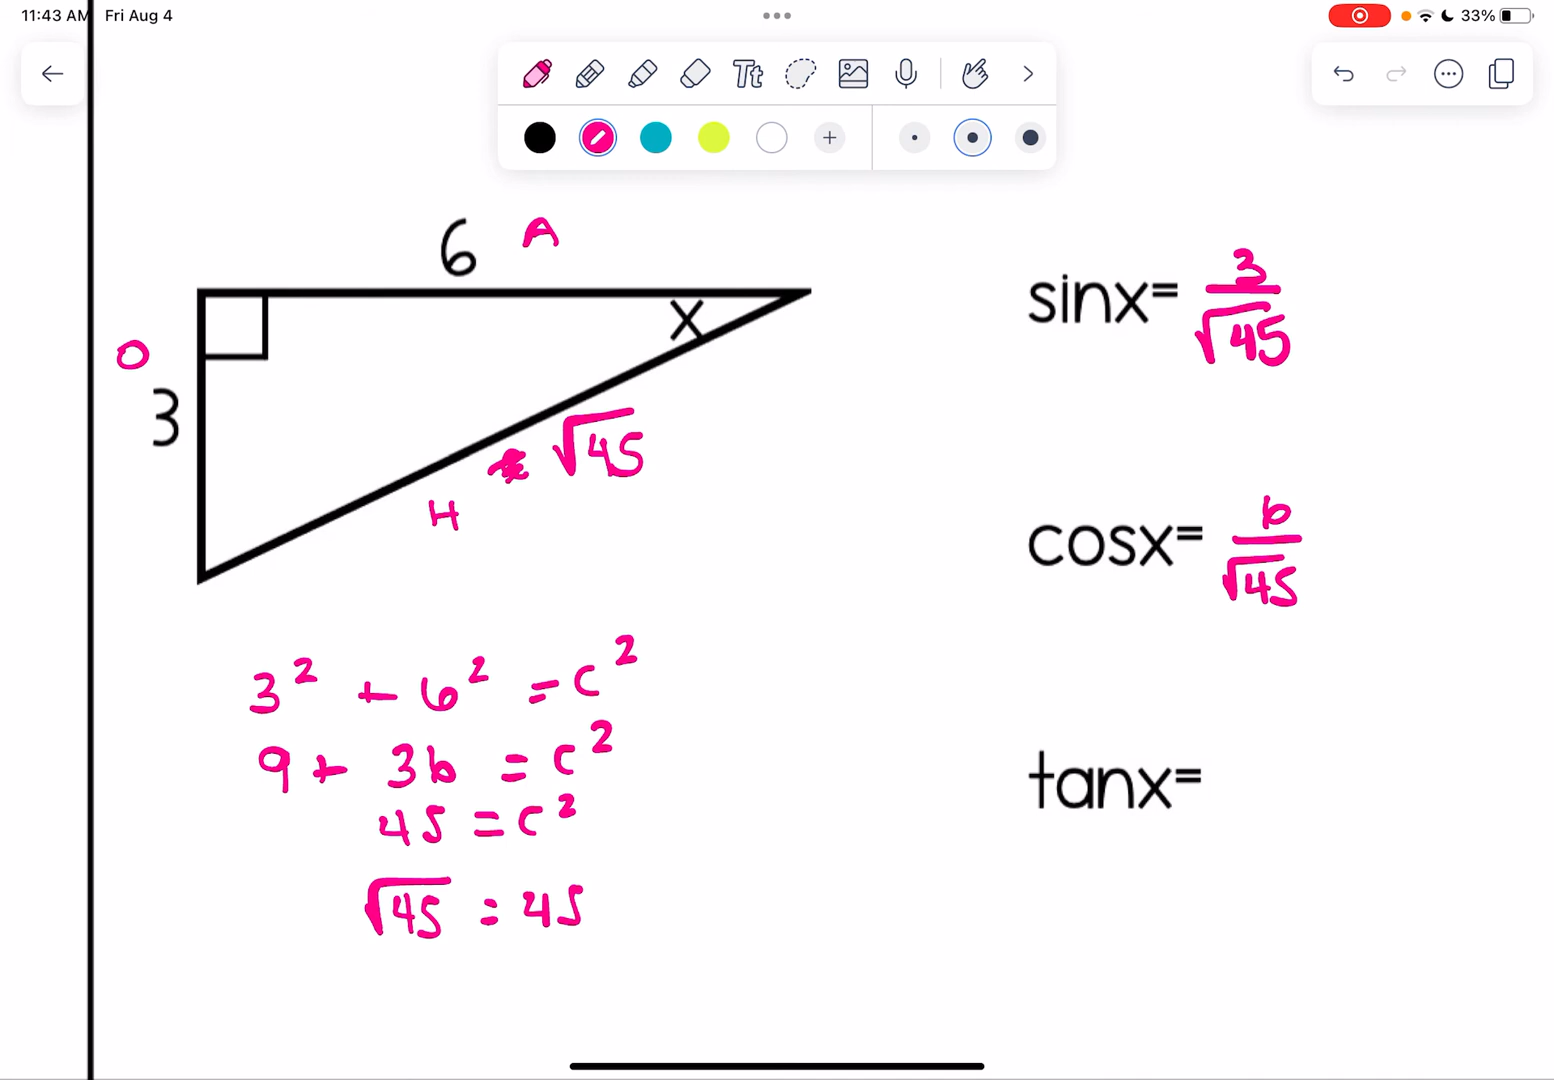 11:43 AM Fri Aug 4
33%
Tt
6 A
sinx= 3/√45
x
O
3
√45
H
cosx= 6/√45
3² + 6² = c²
9 + 36 = c²
45 = c²
tanx=
√45 = 45